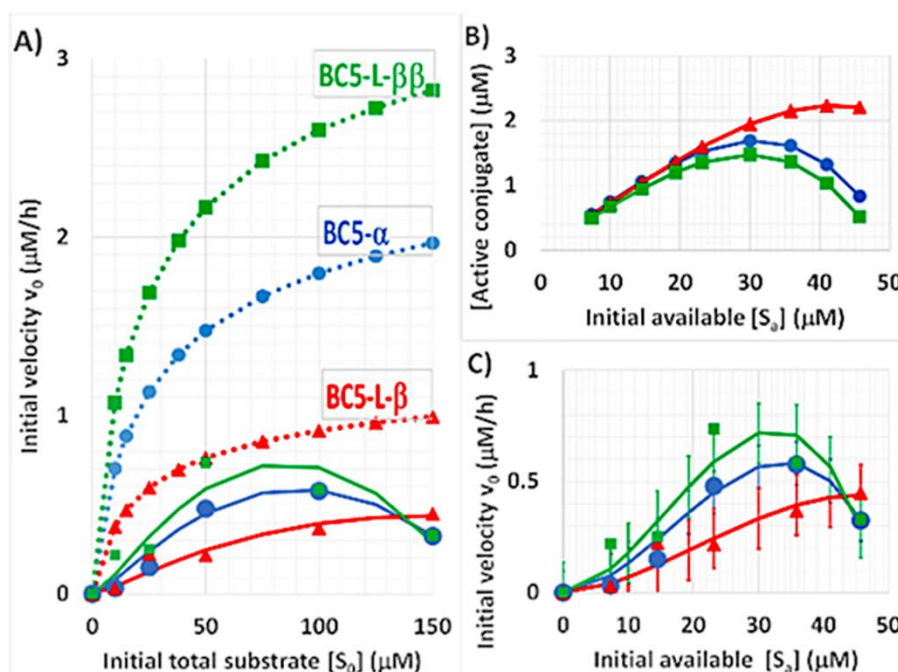 A)
3
2
1
0
Initial velocity v₀ (µM/h)
BC5-L-ββ
BC5-α
BC5-L-β
0
50
100
150
Initial total substrate [S₀] (µM)
B)
3
2
1
0
[Active conjugate] (µM)
0
10
20
30
40
50
Initial available [Sₐ] (µM)
C)
1
0.5
0
Initial velocity v₀ (µM/h)
0
10
20
30
40
50
Initial available [Sₐ] (µM)